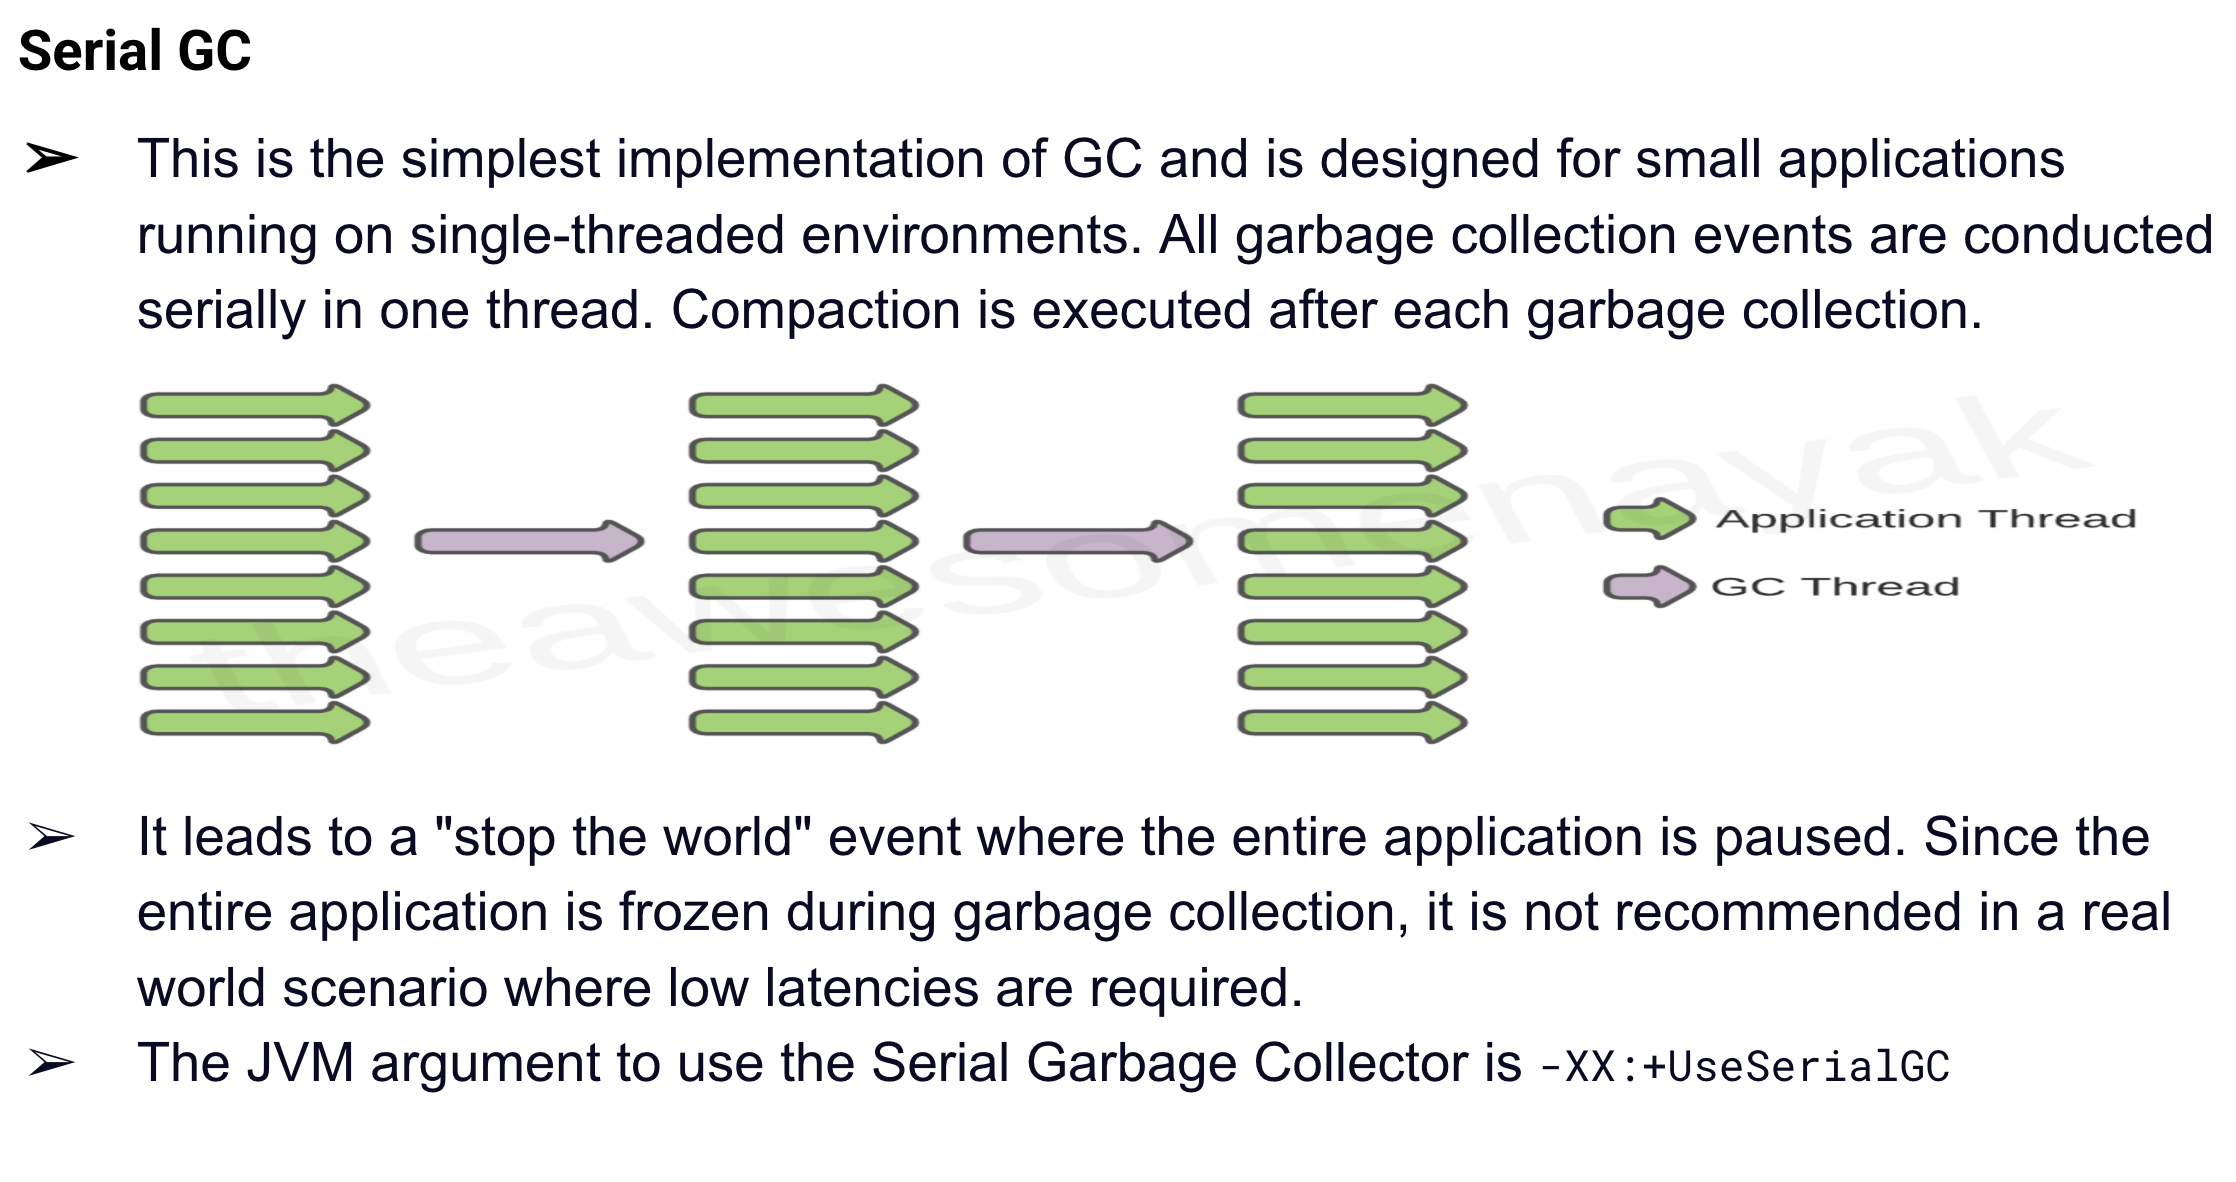 Serial GC
➢ This is the simplest implementation of GC and is designed for small applications
running on single-threaded environments. All garbage collection events are conducted
serially in one thread. Compaction is executed after each garbage collection.
theawesomenayak
Application Thread
GC Thread
➢ It leads to a "stop the world" event where the entire application is paused. Since the
entire application is frozen during garbage collection, it is not recommended in a real
world scenario where low latencies are required.
➢ The JVM argument to use the Serial Garbage Collector is -XX:+UseSerialGC